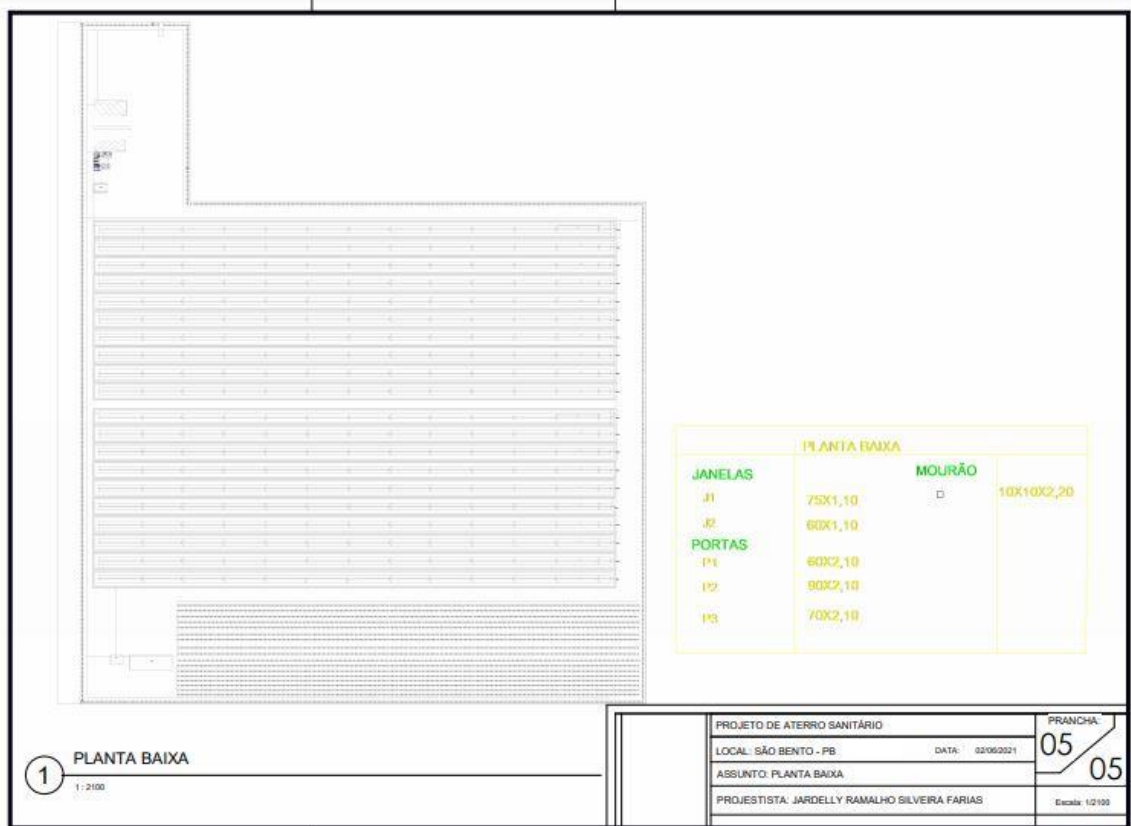 PLANTA BAIXA
JANELAS
MOURÃO
J1
75X1,10
10X10X2,20
J2
60X1,10
PORTAS
P1
60X2,10
P2
90X2,10
P3
70X2,10
1
PLANTA BAIXA
1 : 2100
PROJETO DE ATERRO SANITÁRIO
PRANCHA:
LOCAL: SÃO BENTO - PB
DATA: 02/06/2021
05
05
ASSUNTO: PLANTA BAIXA
PROJESTISTA: JARDELLY RAMALHO SILVEIRA FARIAS
Escala: 1/2100